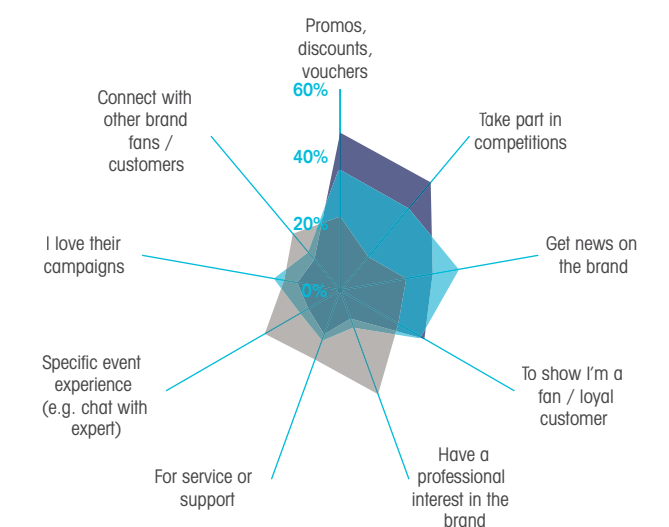 Promos,
discounts,
vouchers
60%
40%
20%
0%
Take part in
competitions
Get news on
the brand
To show I'm a
fan / loyal
customer
Have a
professional
interest in the
brand
For service or
support
Specific event
experience
(e.g. chat with
expert)
I love their
campaigns
Connect with
other brand
fans /
customers